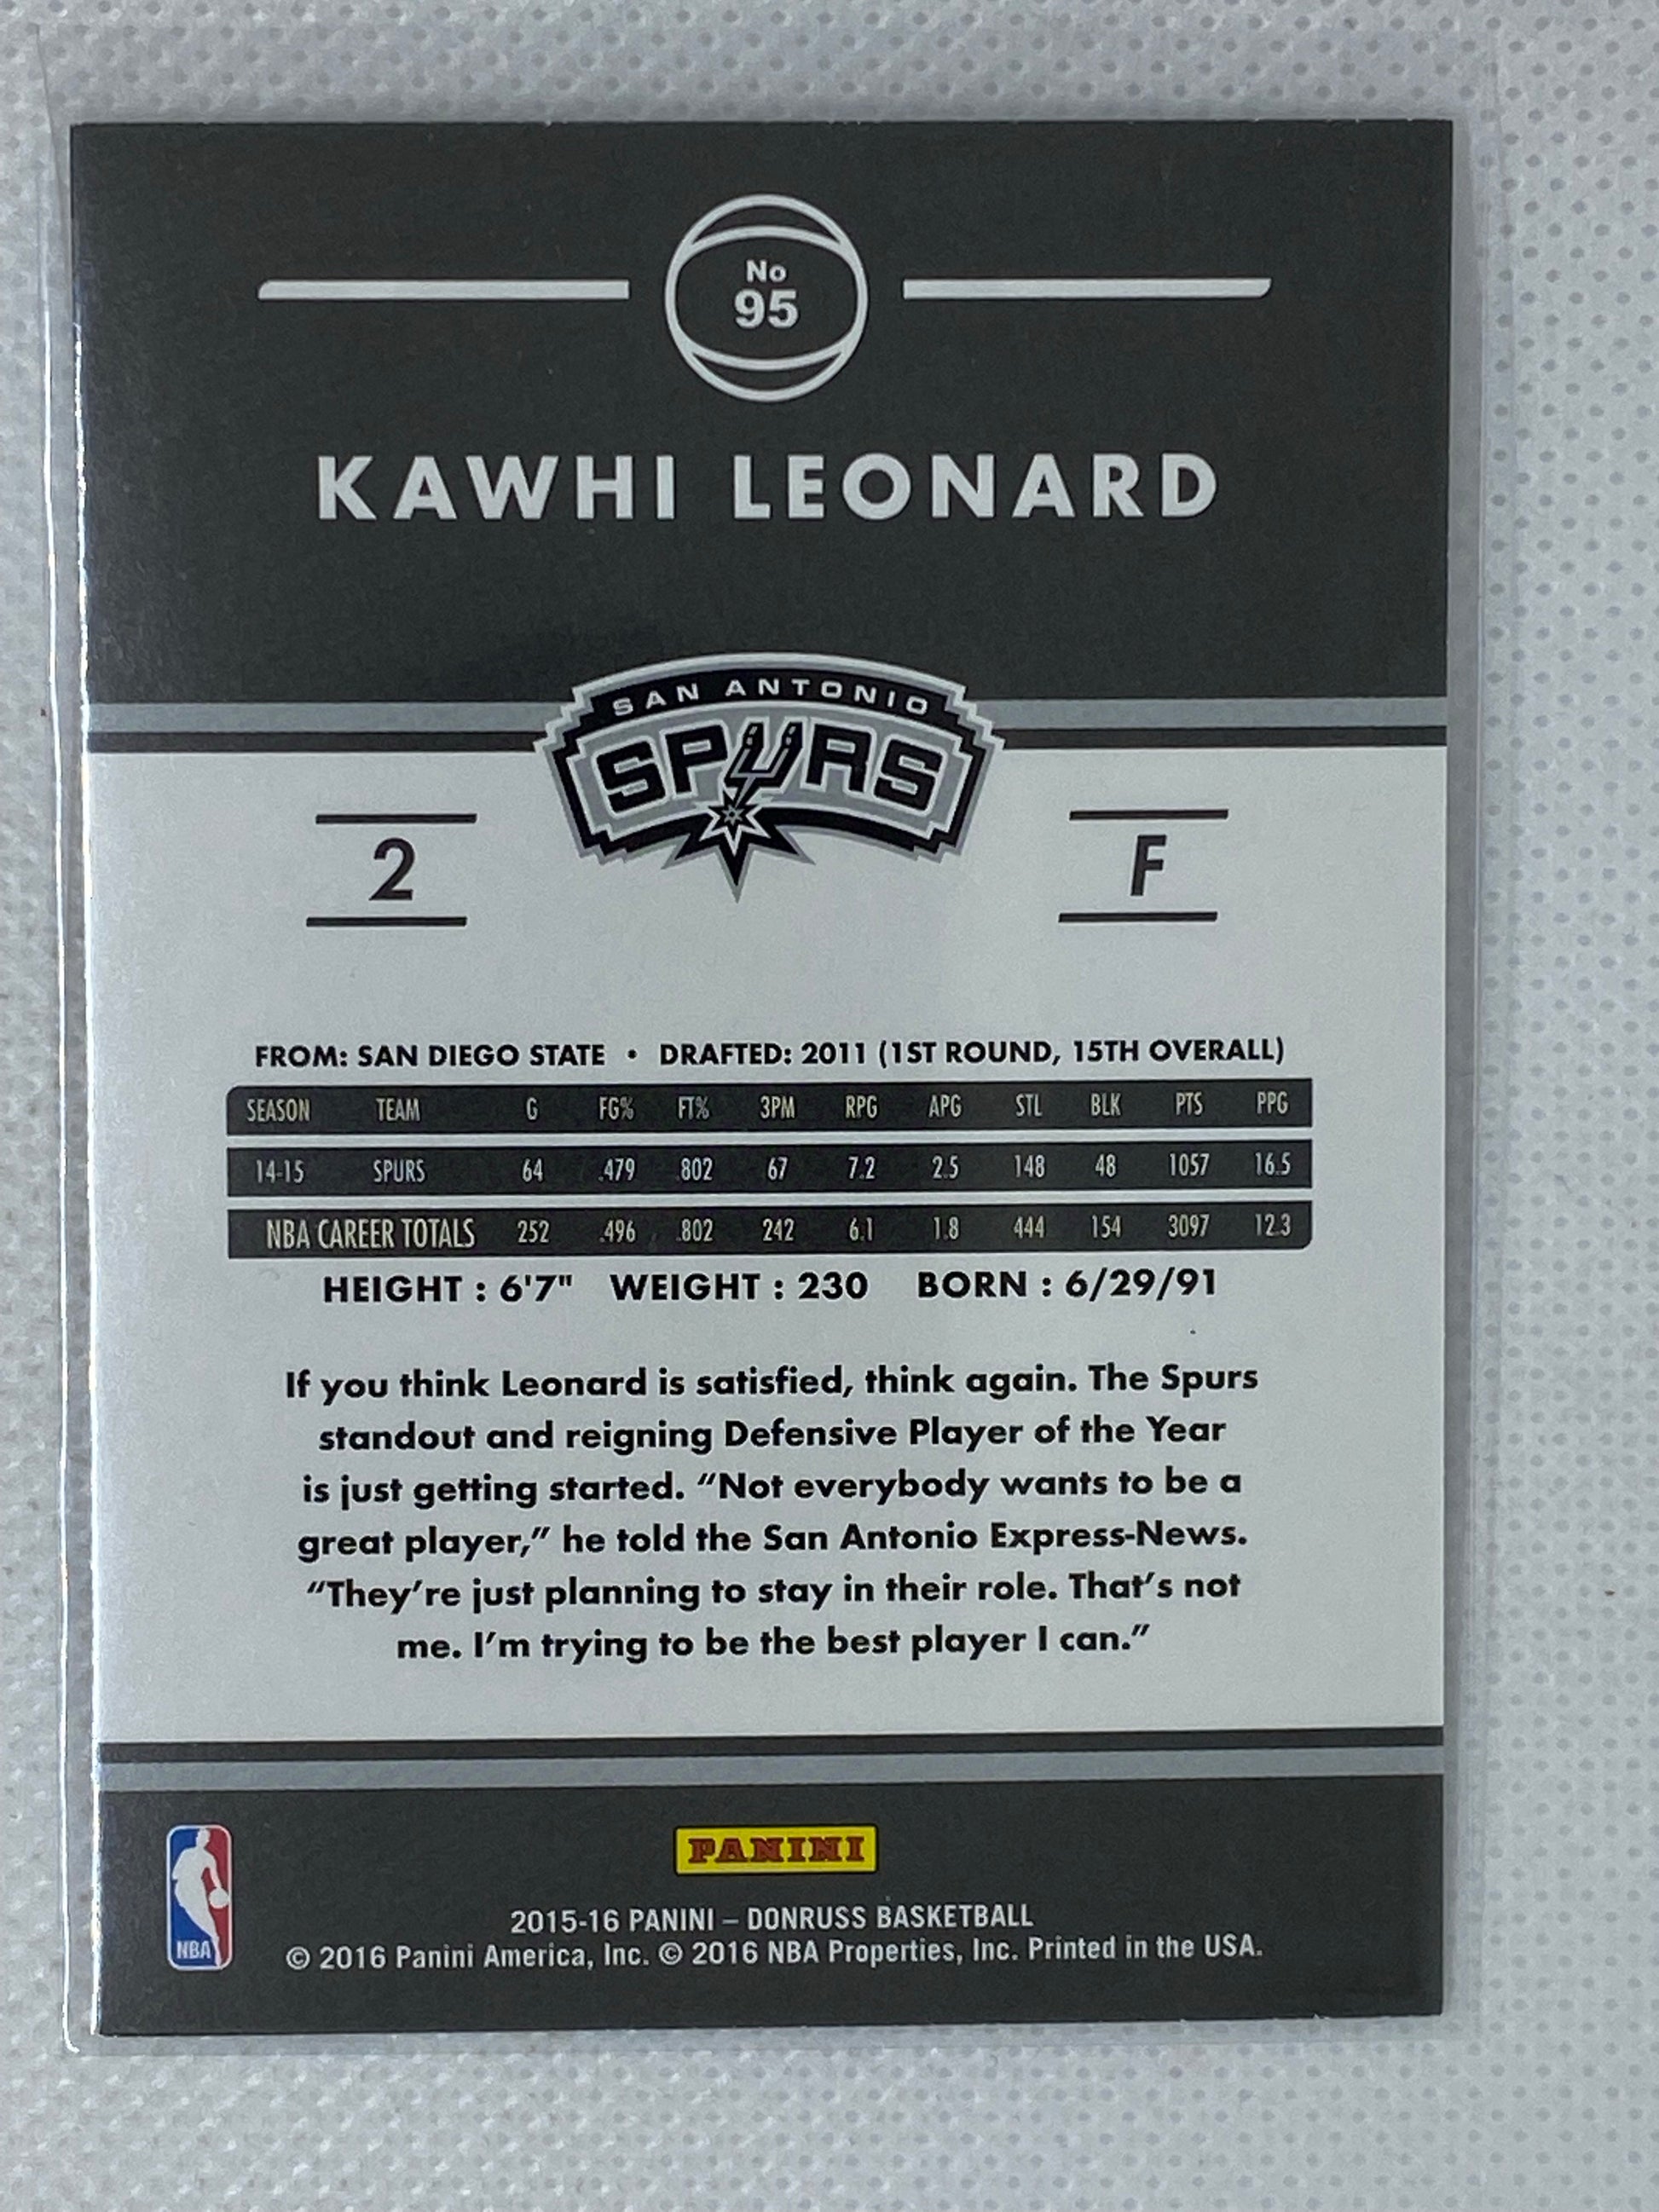 No
95
KAWHI LEONARD
SAN ANTONIO
SPURS
2
F
FROM: SAN DIEGO STATE • DRAFTED: 2011 (1ST ROUND, 15TH OVERALL)
SEASON TEAM G FG% FT% 3PM RPG APG STL BLK PTS PPG
14-15 SPURS 64 .479 .802 67 7.2 2.5 148 48 1057 16.5
NBA CAREER TOTALS 252 .496 .802 242 6.1 1.8 444 154 3097 12.3
HEIGHT : 6'7" WEIGHT : 230 BORN : 6/29/91
If you think Leonard is satisfied, think again. The Spurs
standout and reigning Defensive Player of the Year
is just getting started. “Not everybody wants to be a
great player,” he told the San Antonio Express-News.
“They’re just planning to stay in their role. That’s not
me. I’m trying to be the best player I can.”
PANINI
NBA
2015-16 PANINI – DONRUSS BASKETBALL
© 2016 Panini America, Inc. © 2016 NBA Properties, Inc. Printed in the USA.